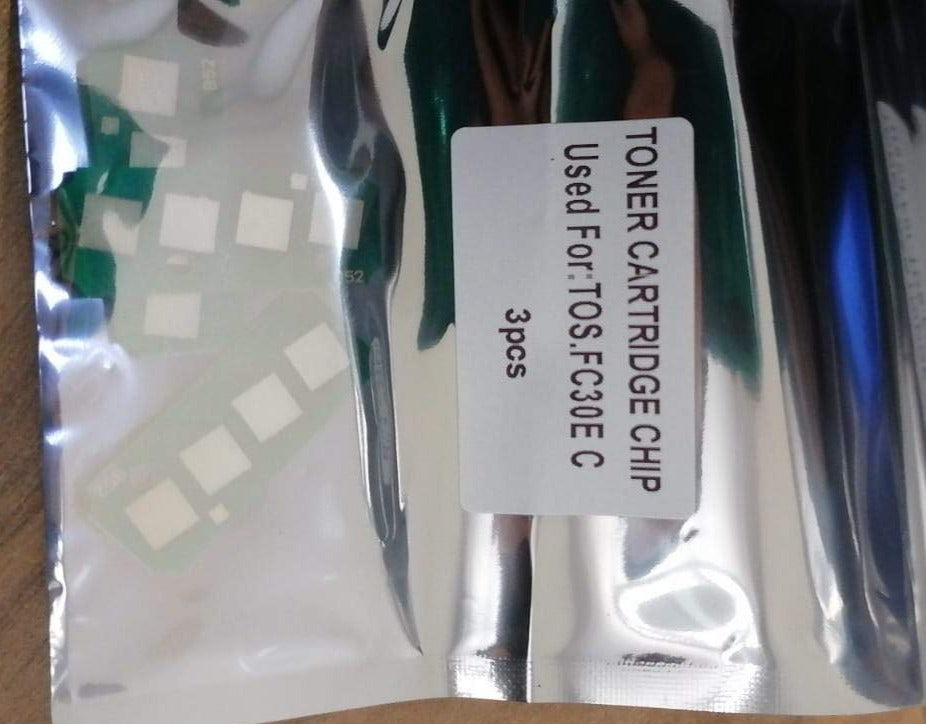 TONER CARTRIDGE CHIP
Used For:TOS.FC30E C
3pcs